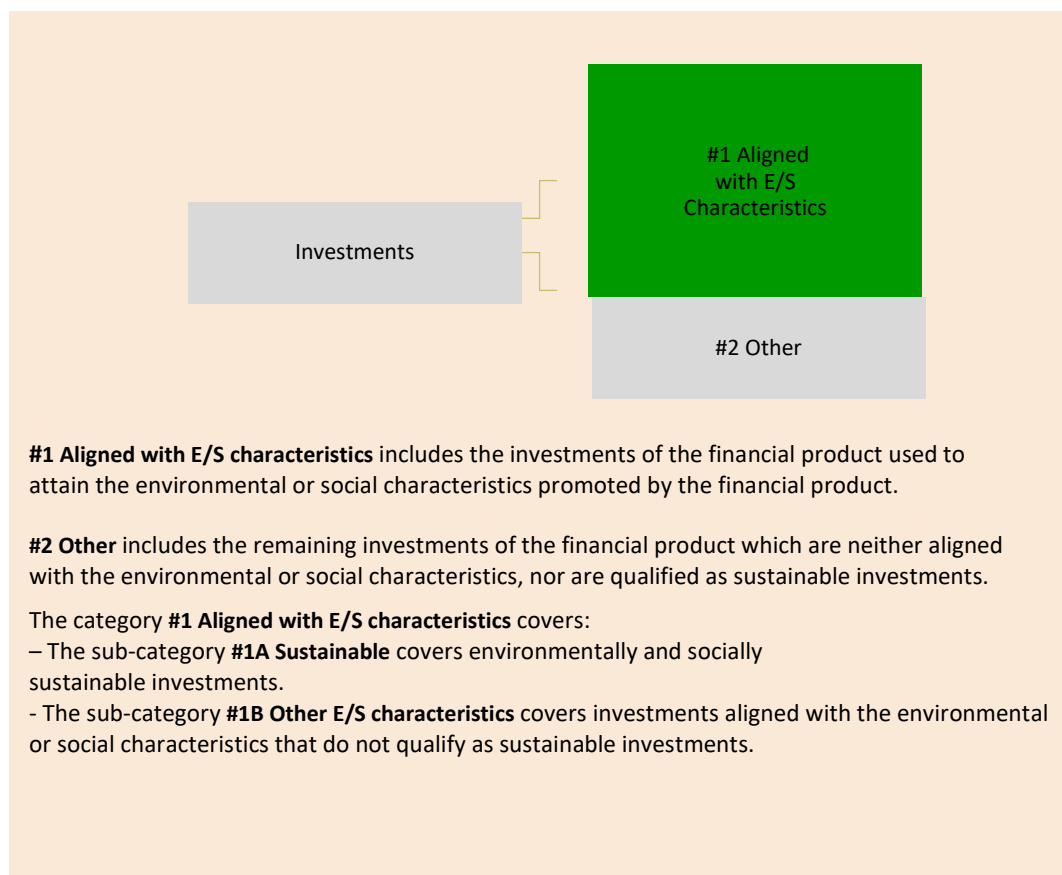 #1 Aligned
with E/S
Characteristics
Investments
#2 Other
#1 Aligned with E/S characteristics includes the investments of the financial product used to
attain the environmental or social characteristics promoted by the financial product.
#2 Other includes the remaining investments of the financial product which are neither aligned
with the environmental or social characteristics, nor are qualified as sustainable investments.
The category #1 Aligned with E/S characteristics covers:
– The sub-category #1A Sustainable covers environmentally and socially
sustainable investments.
- The sub-category #1B Other E/S characteristics covers investments aligned with the environmental
or social characteristics that do not qualify as sustainable investments.